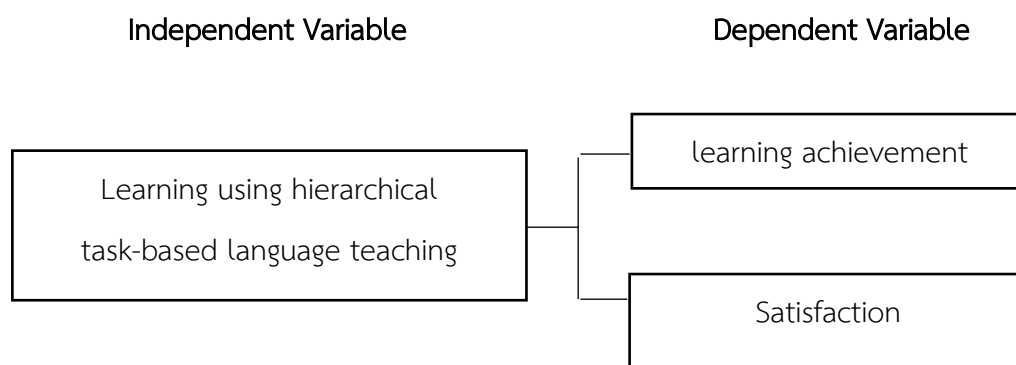 Independent Variable
Dependent Variable
Learning using hierarchical
task-based language teaching
learning achievement
Satisfaction